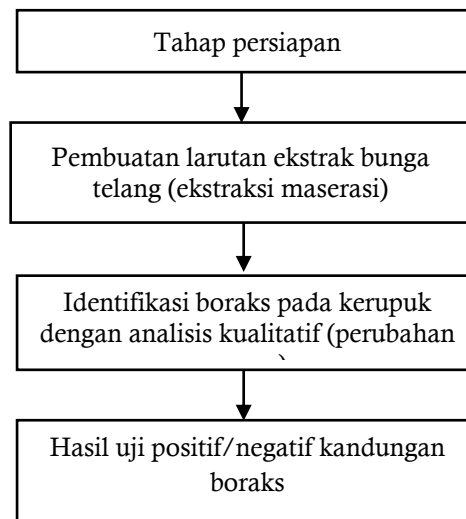 Tahap persiapan
Pembuatan larutan ekstrak bunga
telang (ekstraksi maserasi)
Identifikasi boraks pada kerupuk
dengan analisis kualitatif (perubahan
Hasil uji positif/negatif kandungan
boraks